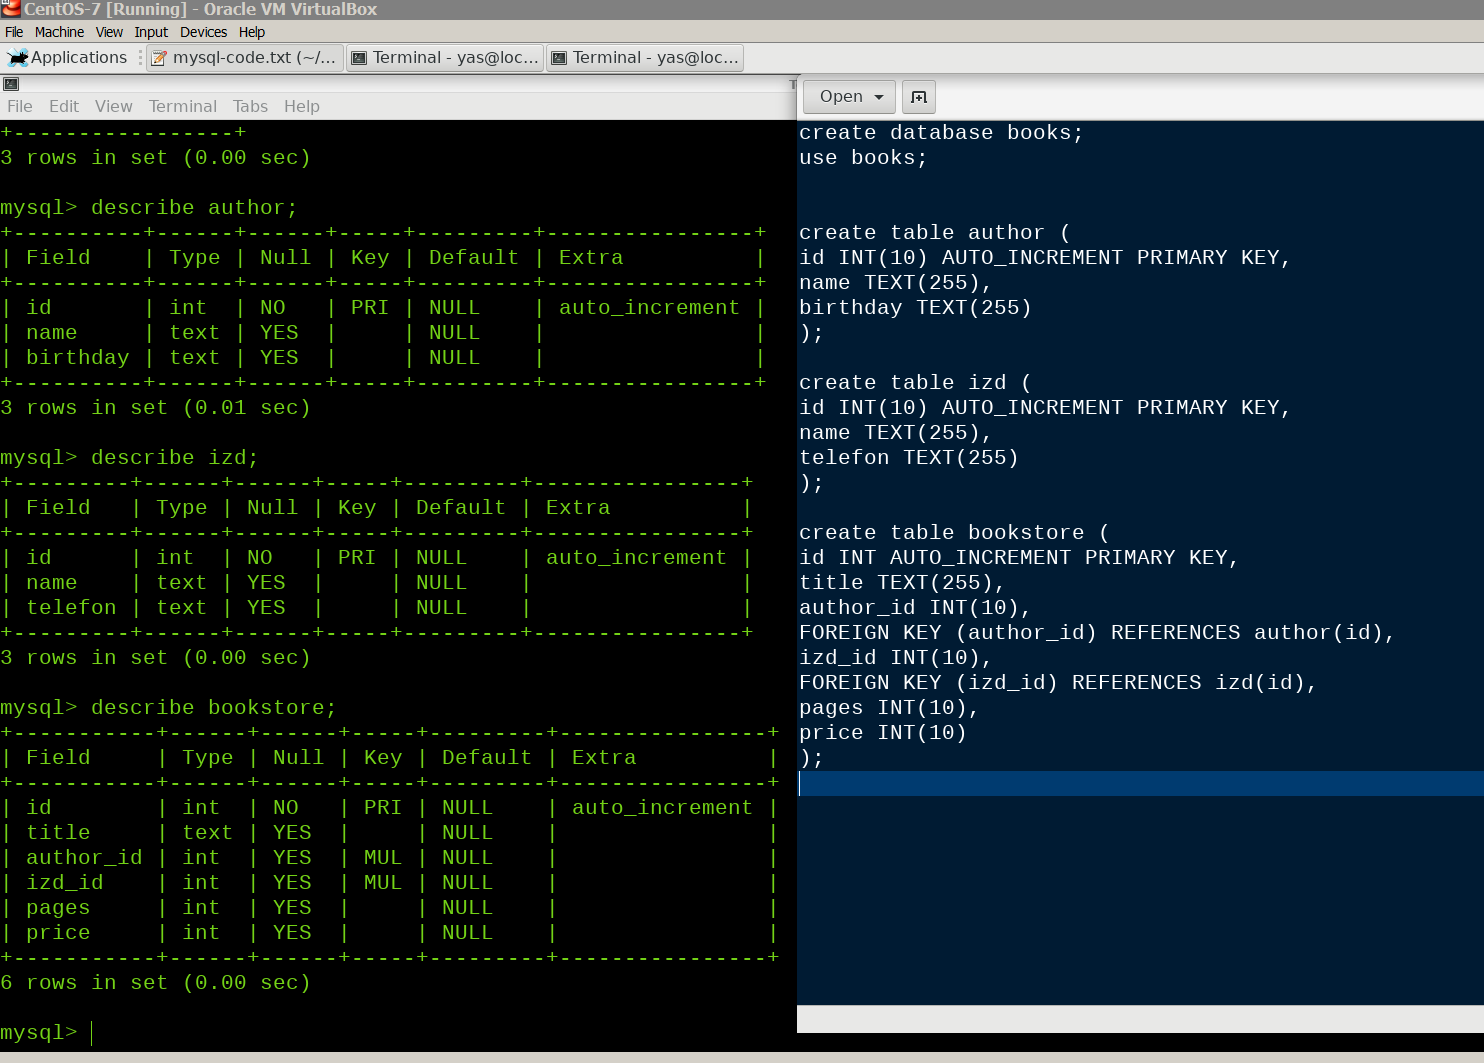 CentOS-7 [Running] - Oracle VM VirtualBox
File Machine View Input Devices Help
Applications mysql-code.txt (~/... Terminal - yas@loc... Terminal - yas@loc...
File Edit View Terminal Tabs Help
+-----------------+
3 rows in set (0.00 sec)
mysql> describe author;
+----------+------+------+-----+---------+----------------+
| Field    | Type | Null | Key | Default | Extra          |
+----------+------+------+-----+---------+----------------+
| id       | int  | NO   | PRI | NULL    | auto_increment |
| name     | text | YES  |     | NULL    |                |
| birthday | text | YES  |     | NULL    |                |
+----------+------+------+-----+---------+----------------+
3 rows in set (0.01 sec)
mysql> describe izd;
+---------+------+------+-----+---------+----------------+
| Field   | Type | Null | Key | Default | Extra          |
+---------+------+------+-----+---------+----------------+
| id      | int  | NO   | PRI | NULL    | auto_increment |
| name    | text | YES  |     | NULL    |                |
| telefon | text | YES  |     | NULL    |                |
+---------+------+------+-----+---------+----------------+
3 rows in set (0.00 sec)
mysql> describe bookstore;
+-----------+------+------+-----+---------+----------------+
| Field     | Type | Null | Key | Default | Extra          |
+-----------+------+------+-----+---------+----------------+
| id        | int  | NO   | PRI | NULL    | auto_increment |
| title     | text | YES  |     | NULL    |                |
| author_id | int  | YES  | MUL | NULL    |                |
| izd_id    | int  | YES  | MUL | NULL    |                |
| pages     | int  | YES  |     | NULL    |                |
| price     | int  | YES  |     | NULL    |                |
+-----------+------+------+-----+---------+----------------+
6 rows in set (0.00 sec)
mysql>
Open
create database books;
use books;
create table author (
id INT(10) AUTO_INCREMENT PRIMARY KEY,
name TEXT(255),
birthday TEXT(255)
);
create table izd (
id INT(10) AUTO_INCREMENT PRIMARY KEY,
name TEXT(255),
telefon TEXT(255)
);
create table bookstore (
id INT AUTO_INCREMENT PRIMARY KEY,
title TEXT(255),
author_id INT(10),
FOREIGN KEY (author_id) REFERENCES author(id),
izd_id INT(10),
FOREIGN KEY (izd_id) REFERENCES izd(id),
pages INT(10),
price INT(10)
);